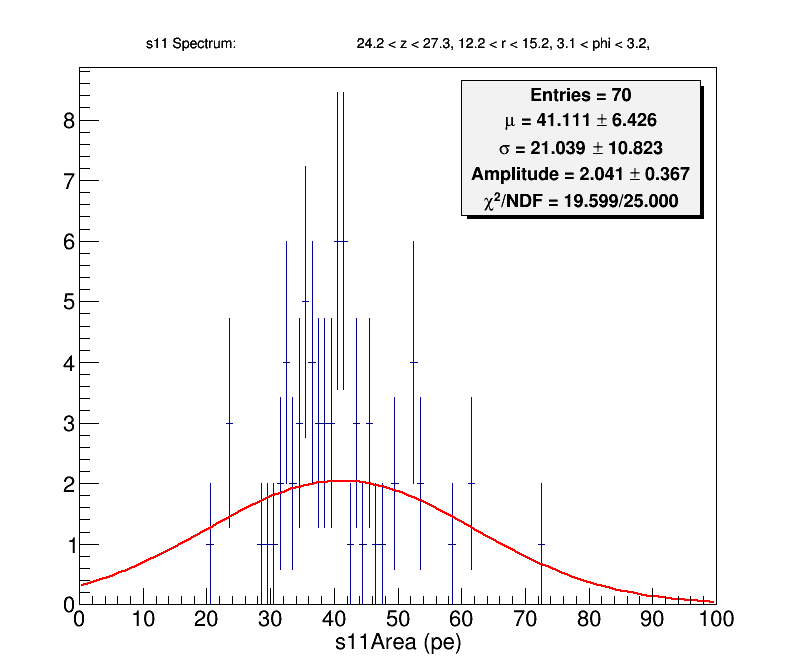 s11 Spectrum: 24.2 < z < 27.3, 12.2 < r < 15.2, 3.1 < phi < 3.2,
Entries = 70
μ = 41.111 ± 6.426
σ = 21.039 ± 10.823
Amplitude = 2.041 ± 0.367
χ²/NDF = 19.599/25.000
8
7
6
5
4
3
2
1
0
0 10 20 30 40 50 60 70 80 90 100
s11Area (pe)